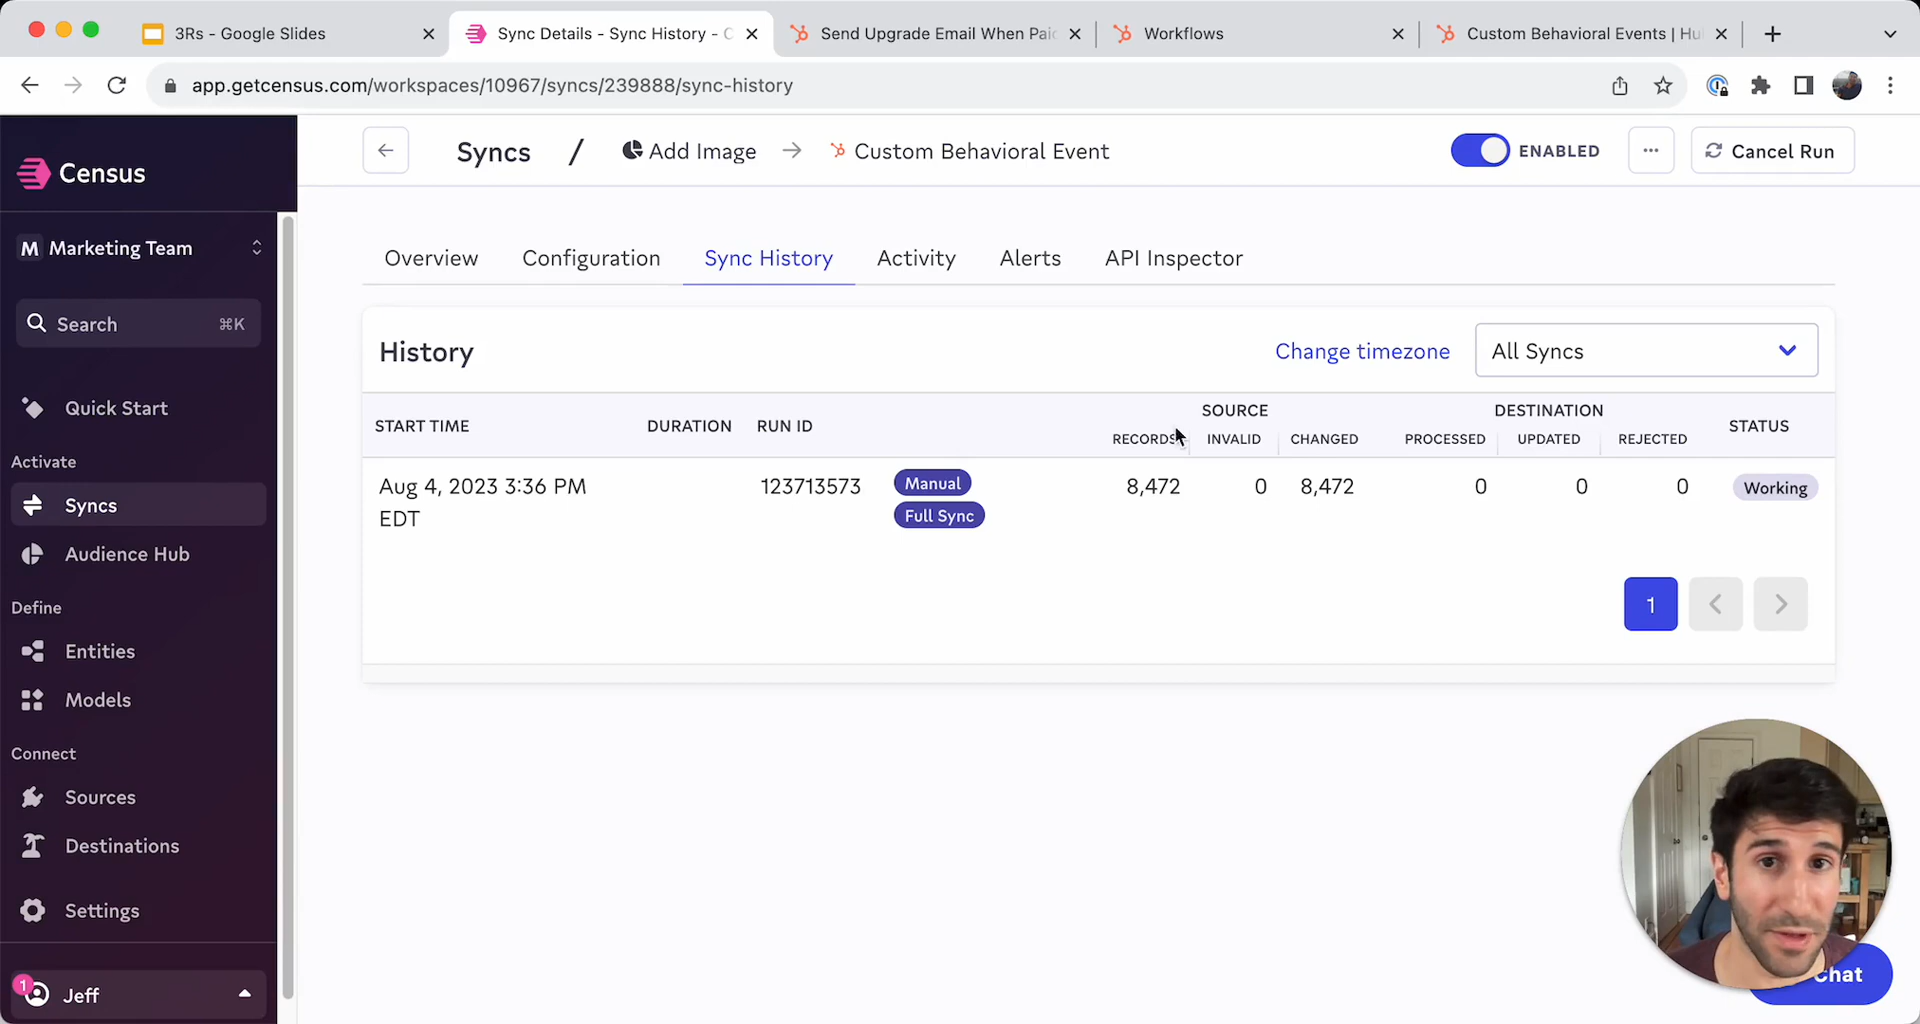 3Rs - Google Slides
Sync Details - Sync History - C
Send Upgrade Email When Paid
Workflows
Custom Behavioral Events | Hu
app.getcensus.com/workspaces/10967/syncs/239888/sync-history
Census
Syncs / Add Image → Custom Behavioral Event
ENABLED
Cancel Run
M Marketing Team
Search ⌘K
Quick Start
Activate
Syncs
Audience Hub
Define
Entities
Models
Connect
Sources
Destinations
Settings
1
Jeff
Overview Configuration Sync History Activity Alerts API Inspector
History
Change timezone
All Syncs
SOURCE DESTINATION
START TIME DURATION RUN ID RECORDS INVALID CHANGED PROCESSED UPDATED REJECTED STATUS
Aug 4, 2023 3:36 PM 123713573 Manual 8,472 0 8,472 0 0 0 Working
EDT Full Sync
1
Chat